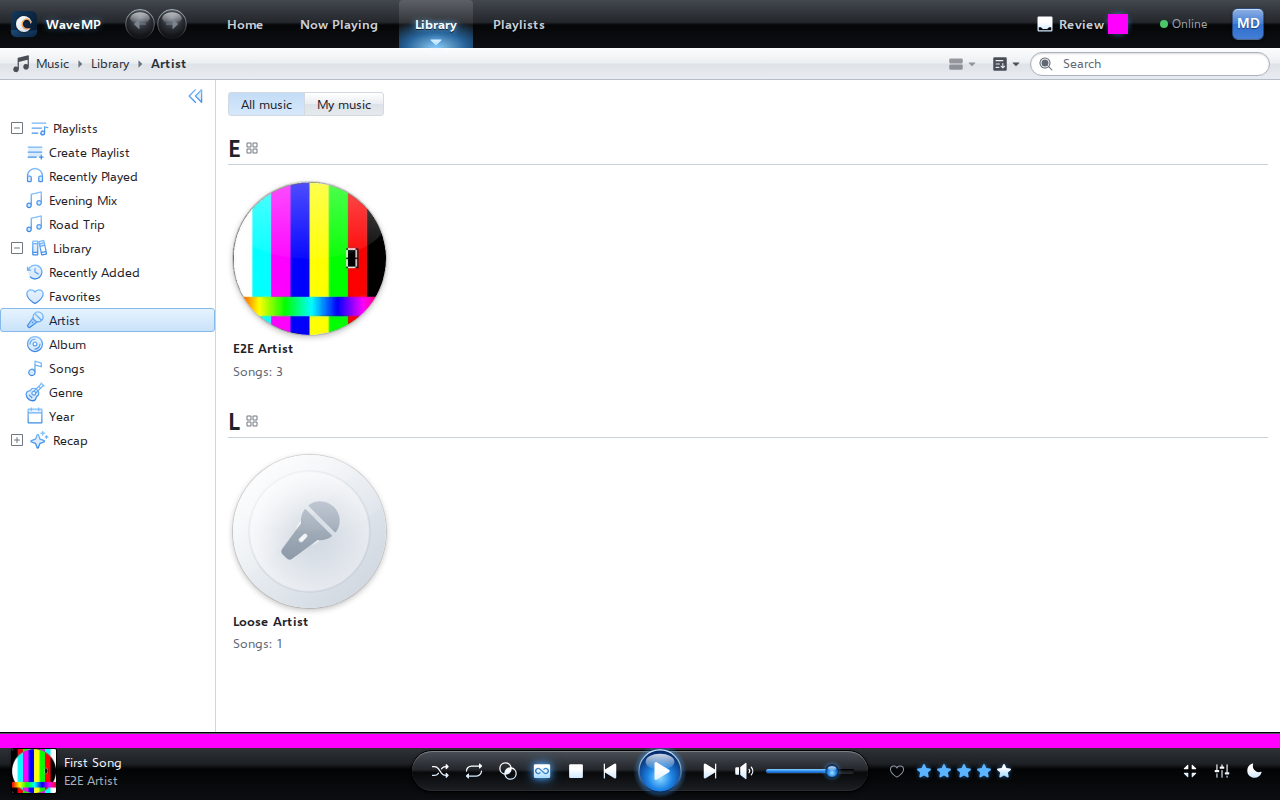 WaveMP
Home
Now Playing
Library
Playlists
Review
Online
MD
Music
Library
Artist
Search
All music
My music
Playlists
Create Playlist
Recently Played
Evening Mix
Road Trip
Library
Recently Added
Favorites
Artist
Album
Songs
Genre
Year
Recap
E
E2E Artist
Songs: 3
L
Loose Artist
Songs: 1
First Song
E2E Artist